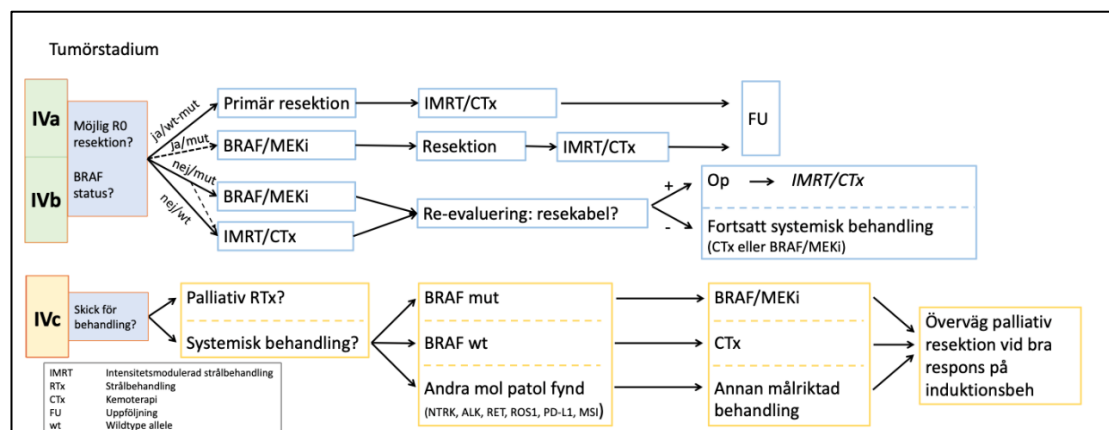 Tumörstadium
IVa
IVb
Möjlig R0
resektion?
BRAF
status?
ja/wt-mut
ja/mut
nej/mut
nej/wt
Primär resektion
IMRT/CTx
FU
BRAF/MEKi
Resektion
IMRT/CTx
BRAF/MEKi
IMRT/CTx
Re-evaluering: resekabel?
+
-
Op
IMRT/CTx
Fortsatt systemisk behandling
(CTx eller BRAF/MEKi)
IVc
Skick för
behandling?
Palliativ RTx?
Systemisk behandling?
BRAF mut
BRAF wt
Andra mol patol fynd
(NTRK, ALK, RET, ROS1, PD-L1, MSI)
BRAF/MEKi
CTx
Annan målriktad
behandling
Överväg palliativ
resektion vid bra
respons på
induktionsbeh
IMRT Intensitetsmodulerad strålbehandling
RTx Strålbehandling
CTx Kemoterapi
FU Uppföljning
wt Wildtype allele